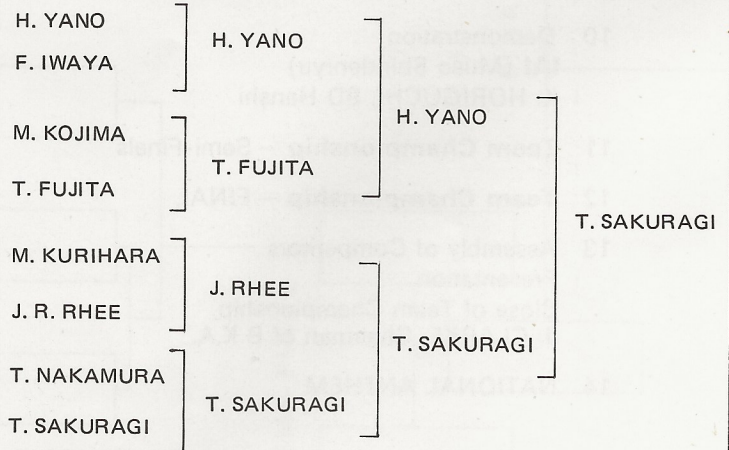 H. YANO
F. IWAYA
M. KOJIMA
T. FUJITA
M. KURIHARA
J. R. RHEE
T. NAKAMURA
T. SAKURAGI
H. YANO
T. FUJITA
J. RHEE
T. SAKURAGI
H. YANO
T. SAKURAGI
T. SAKURAGI